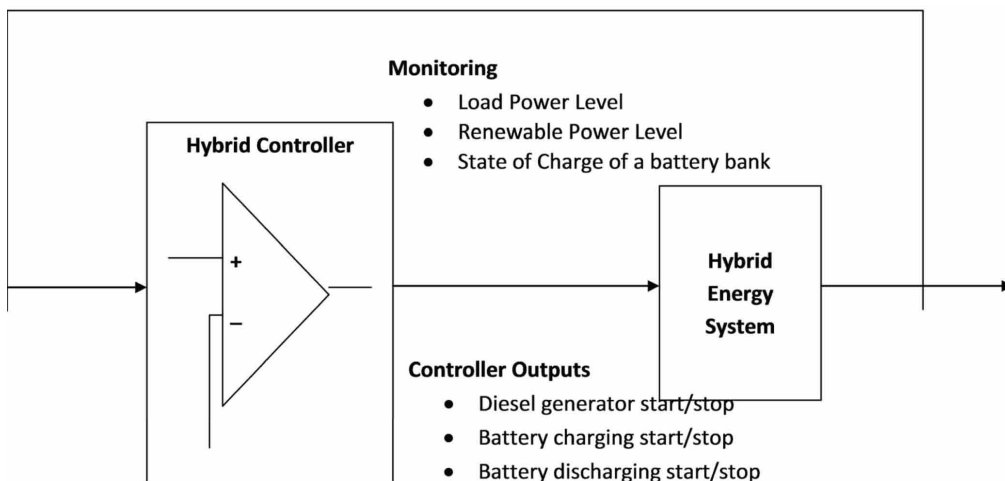 Monitoring
• Load Power Level
• Renewable Power Level
• State of Charge of a battery bank
Hybrid Controller
+
−
Hybrid
Energy
System
Controller Outputs
• Diesel generator start/stop
• Battery charging start/stop
• Battery discharging start/stop